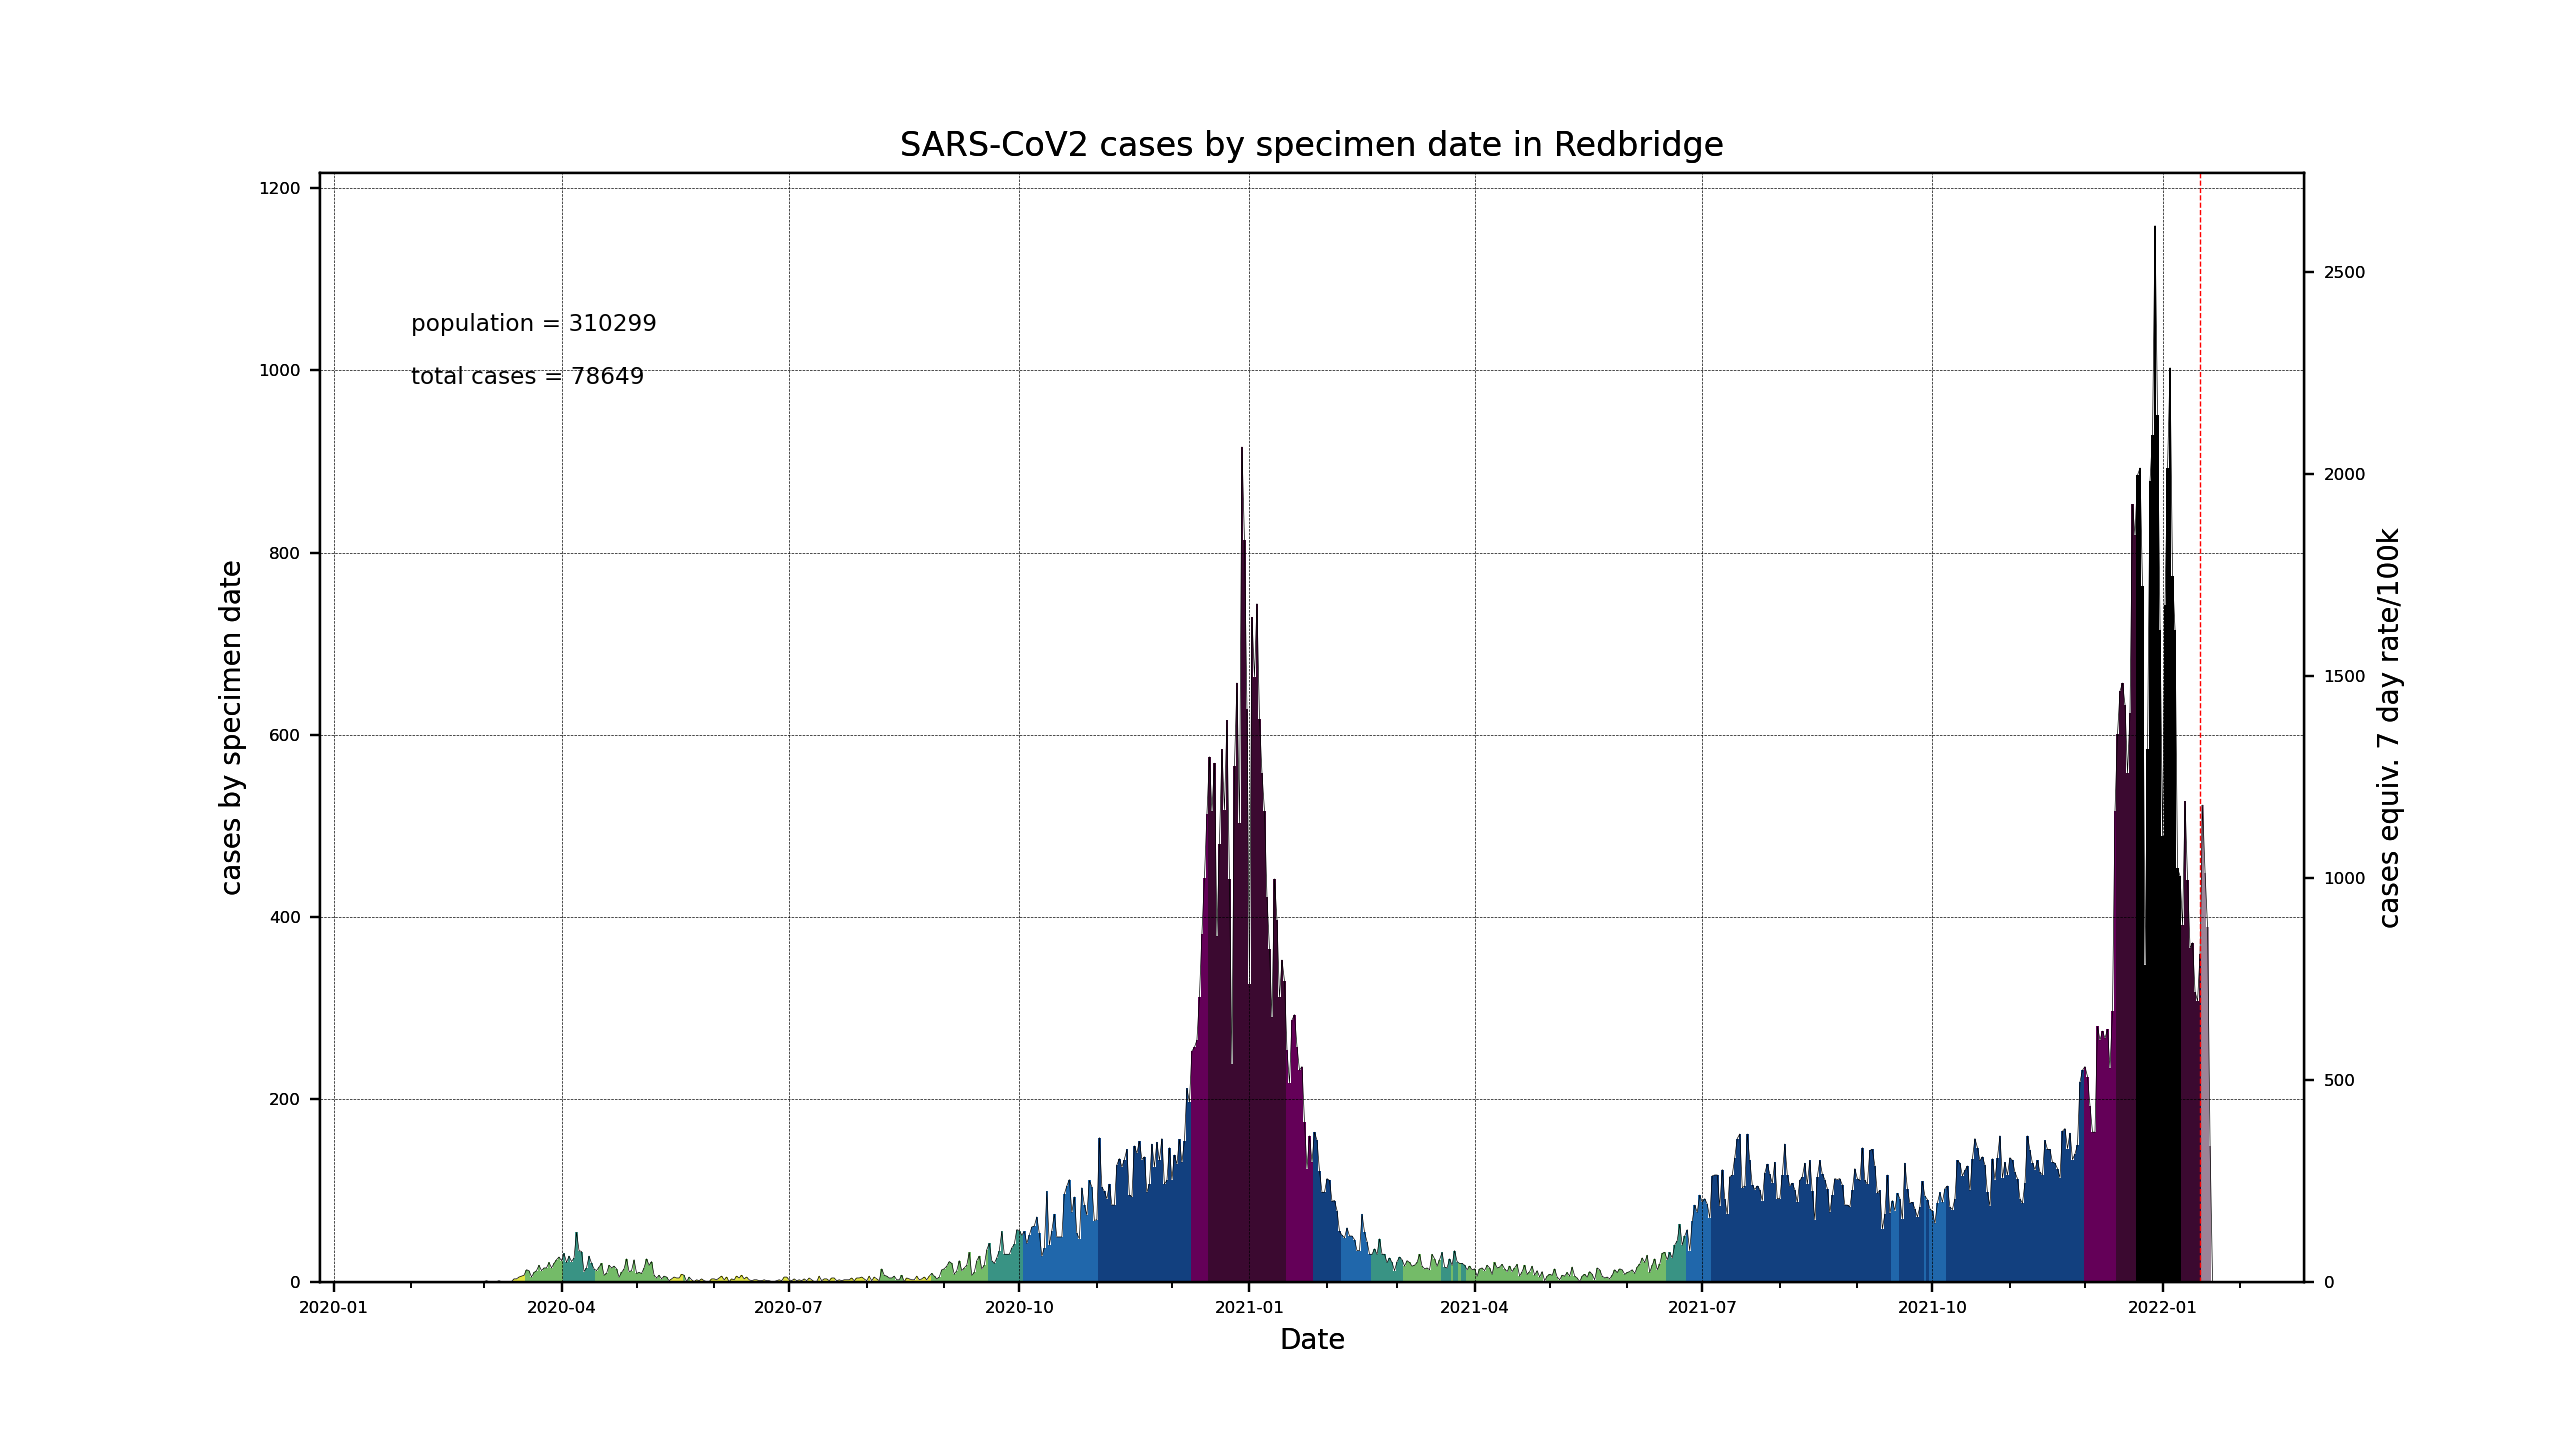 SARS-CoV2 cases by specimen date in Redbridge
population = 310299
total cases = 78649
cases by specimen date
1200
1000
800
600
400
200
0
2500
2000
1500
1000
500
0
cases equiv. 7 day rate/100k
2020-01 2020-04 2020-07 2020-10 2021-01 2021-04 2021-07 2021-10 2022-01
Date